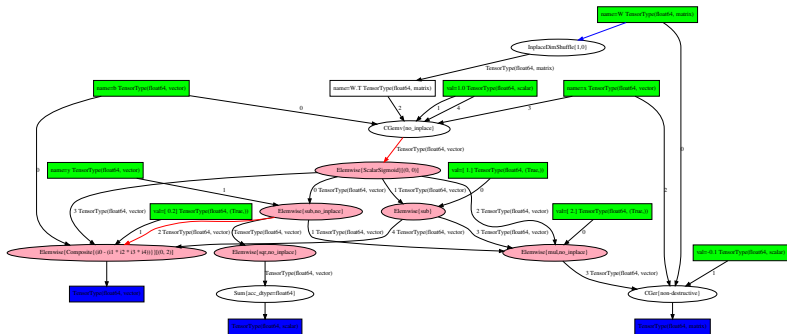 name=W TensorType(float64, matrix)
InplaceDimShuffle{1,0}
TensorType(float64, matrix)
name=b TensorType(float64, vector)
name=W.T TensorType(float64, matrix)
val=1.0 TensorType(float64, scalar)
name=x TensorType(float64, vector)
0
2
1
4
3
CGemv{no_inplace}
TensorType(float64, vector)
0
0
name=y TensorType(float64, vector)
Elemwise{ScalarSigmoid}[(0, 0)]
val=[ 1.] TensorType(float64, (True,))
1
0 TensorType(float64, vector)
1 TensorType(float64, vector)
0
2
3 TensorType(float64, vector)
val=[ 0.2] TensorType(float64, (True,))
Elemwise{sub,no_inplace}
Elemwise{sub}
2 TensorType(float64, vector)
val=[ 2.] TensorType(float64, (True,))
1
2 TensorType(float64, vector)
TensorType(float64, vector)
1 TensorType(float64, vector)
4 TensorType(float64, vector)
3 TensorType(float64, vector)
0
Elemwise{Composite{(i0 - (i1 * i2 * i3 * i4))}}[(0, 2)]
Elemwise{sqr,no_inplace}
Elemwise{mul,no_inplace}
val=-0.1 TensorType(float64, scalar)
TensorType(float64, vector)
3 TensorType(float64, vector)
1
Sum{acc_dtype=float64}
CGer{non-destructive}